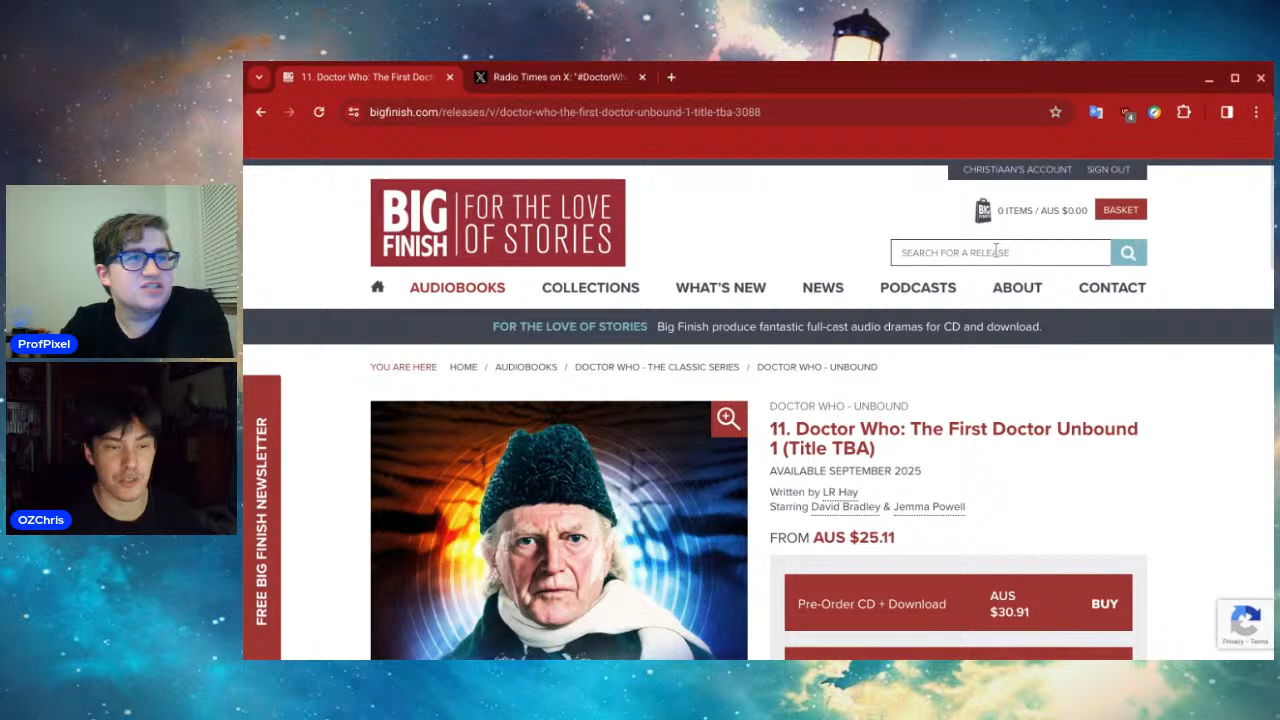 11. Doctor Who: The First Doct
Radio Times on X: "#DoctorWh
bigfinish.com/releases/v/doctor-who-the-first-doctor-unbound-1-title-tba-3088
4
CHRISTIAAN'S ACCOUNT SIGN OUT
BIG FINISH
FOR THE LOVE OF STORIES
BIG FINISH
0 ITEMS / AUS $0.00
BASKET
SEARCH FOR A RELEASE
AUDIOBOOKS COLLECTIONS WHAT'S NEW NEWS PODCASTS ABOUT CONTACT
FOR THE LOVE OF STORIES Big Finish produce fantastic full-cast audio dramas for CD and download.
YOU ARE HERE HOME / AUDIOBOOKS / DOCTOR WHO - THE CLASSIC SERIES / DOCTOR WHO - UNBOUND
FREE BIG FINISH NEWSLETTER
DOCTOR WHO - UNBOUND
11. Doctor Who: The First Doctor Unbound
1 (Title TBA)
AVAILABLE SEPTEMBER 2025
Written by LR Hay
Starring David Bradley & Jemma Powell
FROM AUS $25.11
Pre-Order CD + Download
AUS
$30.91
BUY
Privacy - Terms
ProfPixel
OZChris